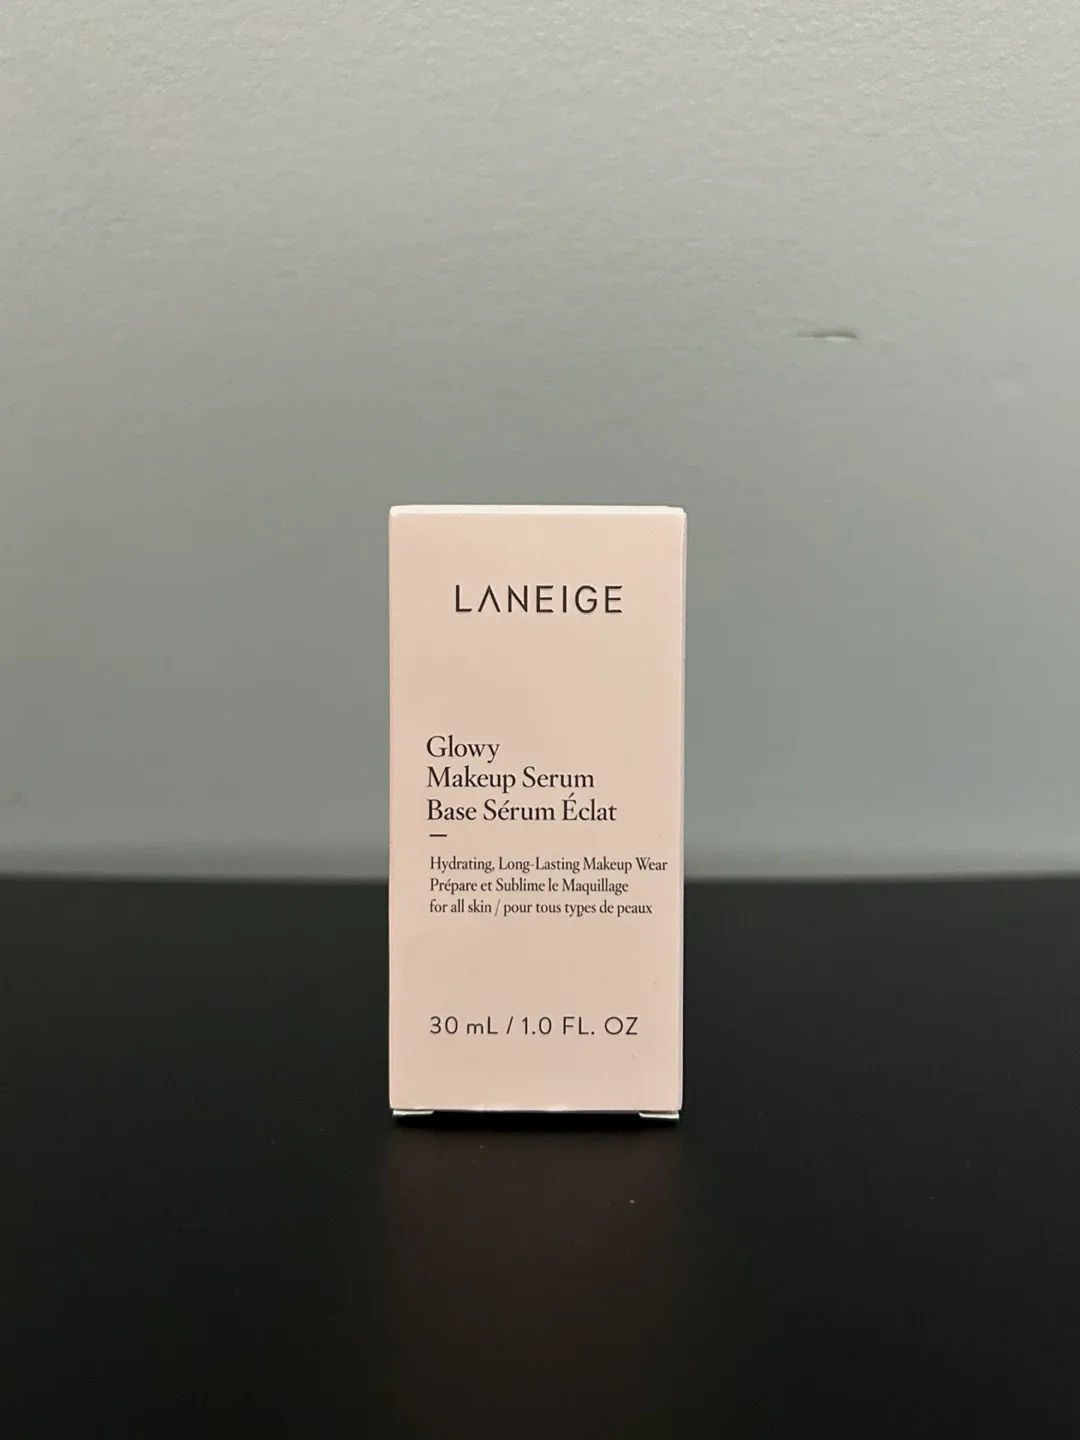 LANEIGE
Glowy
Makeup Serum
Base Sérum Éclat
Hydrating, Long-Lasting Makeup Wear
Prépare et Sublime le Maquillage
for all skin / pour tous types de peaux
30 mL / 1.0 FL. OZ